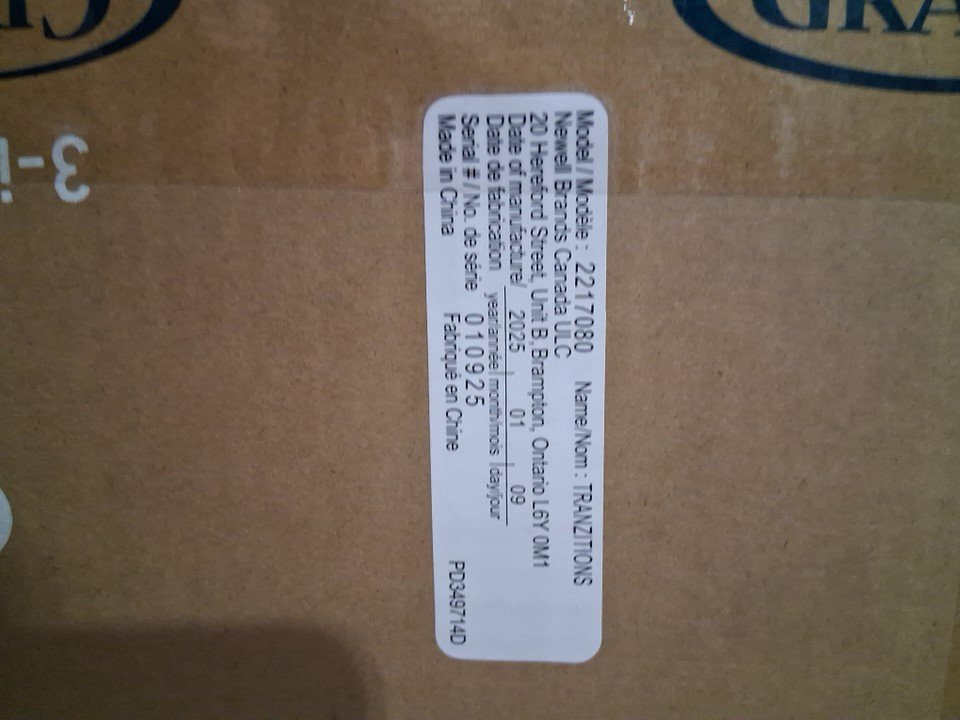 Model / Modèle : 2217080 Name/Nom : TRANZITIONS
Newell Brands Canada ULC
20 Hereford Street, Unit B, Brampton, Ontario L6Y 0M1
Date of manufacture/ 2025 01 09
Date de fabrication year/année month/mois day/jour
Serial # / No. de série 010925
Made in China Fabriqué en Chine PD349714D
3-i
GRA